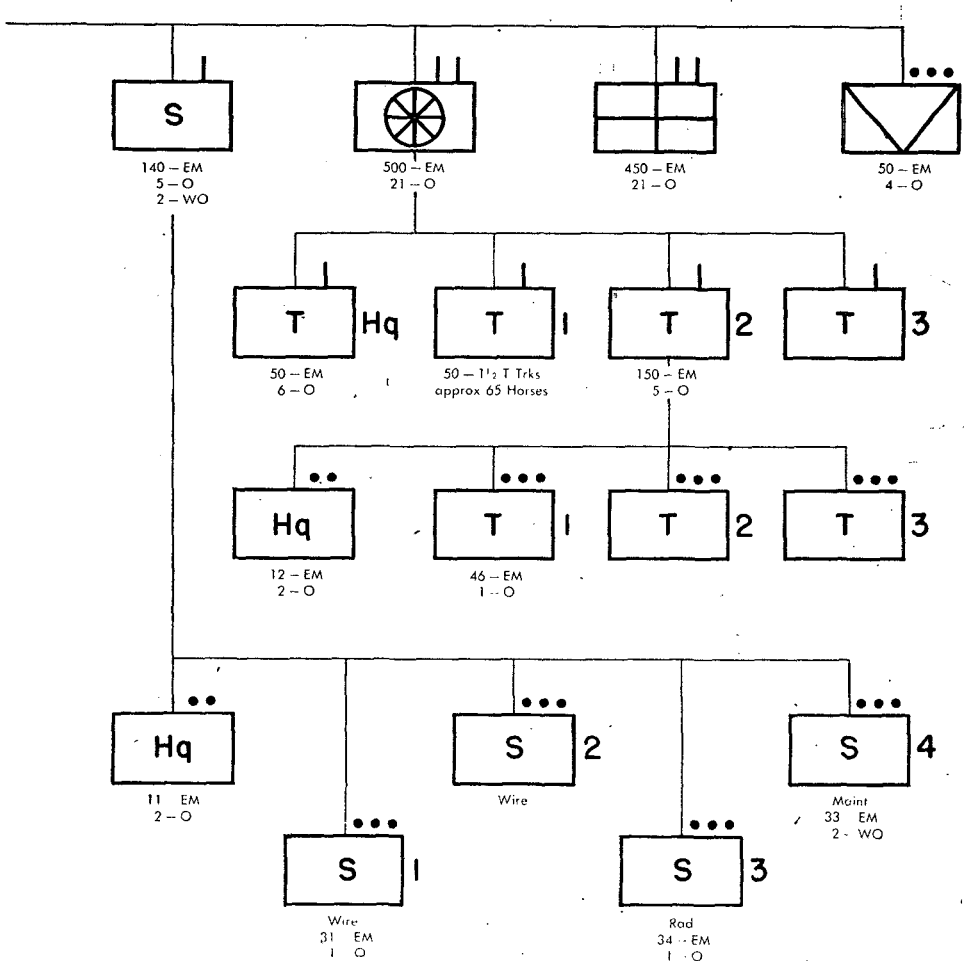 S
140 – EM
5 – O
2 – WO
500 – EM
21 – O
450 – EM
21 – O
50 – EM
4 – O
T Hq
50 – EM
6 – O
T 1
50 – 1 1/2 T Trks
approx 65 Horses
T 2
150 – EM
5 – O
T 3
Hq
12 – EM
2 – O
T 1
46 – EM
1 – O
T 2
T 3
Hq
11 EM
2 – O
S 1
Wire
31 EM
1 O
S 2
Wire
S 3
Rad
34 – EM
1 – O
S 4
Maint
33 EM
2 – WO